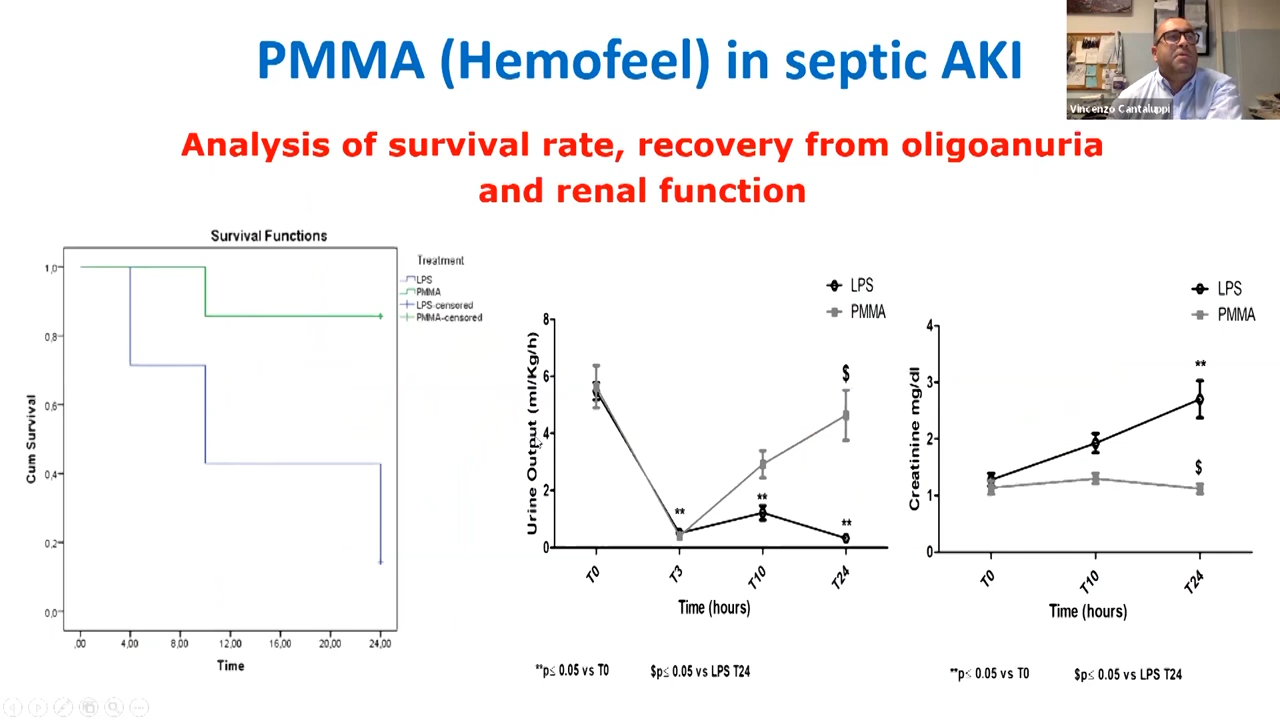 PMMA (Hemofeel) in septic AKI
Vincenzo Cantaluppi
Analysis of survival rate, recovery from oligoanuria
and renal function
Survival Functions
Treatment
LPS
PMMA
LPS-censored
PMMA-censored
Cum Survival
1,0
0,8
0,6
0,4
0,2
0,0
,00
4,00
8,00
12,00
16,00
20,00
24,00
Time
LPS
PMMA
Urine Output (ml/Kg/h)
8
6
4
2
0
$
**
**
**
T0
T3
T10
T24
Time (hours)
**p≤ 0.05 vs T0
$p≤ 0.05 vs LPS T24
LPS
PMMA
Creatinine mg/dl
4
3
2
1
0
**
$
T0
T10
T24
Time (hours)
**p≤ 0.05 vs T0
$p≤ 0.05 vs LPS T24